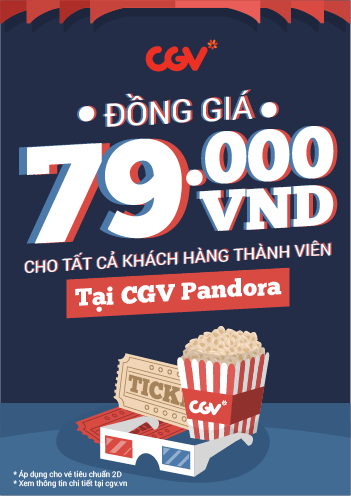 CGV*
• ĐỒNG GIÁ •
79.000
VND
CHO TẤT CẢ KHÁCH HÀNG THÀNH VIÊN
Tại CGV Pandora
TICKE
CGV*
* Áp dụng cho vé tiêu chuẩn 2D
* Xem thông tin chi tiết tại cgv.vn